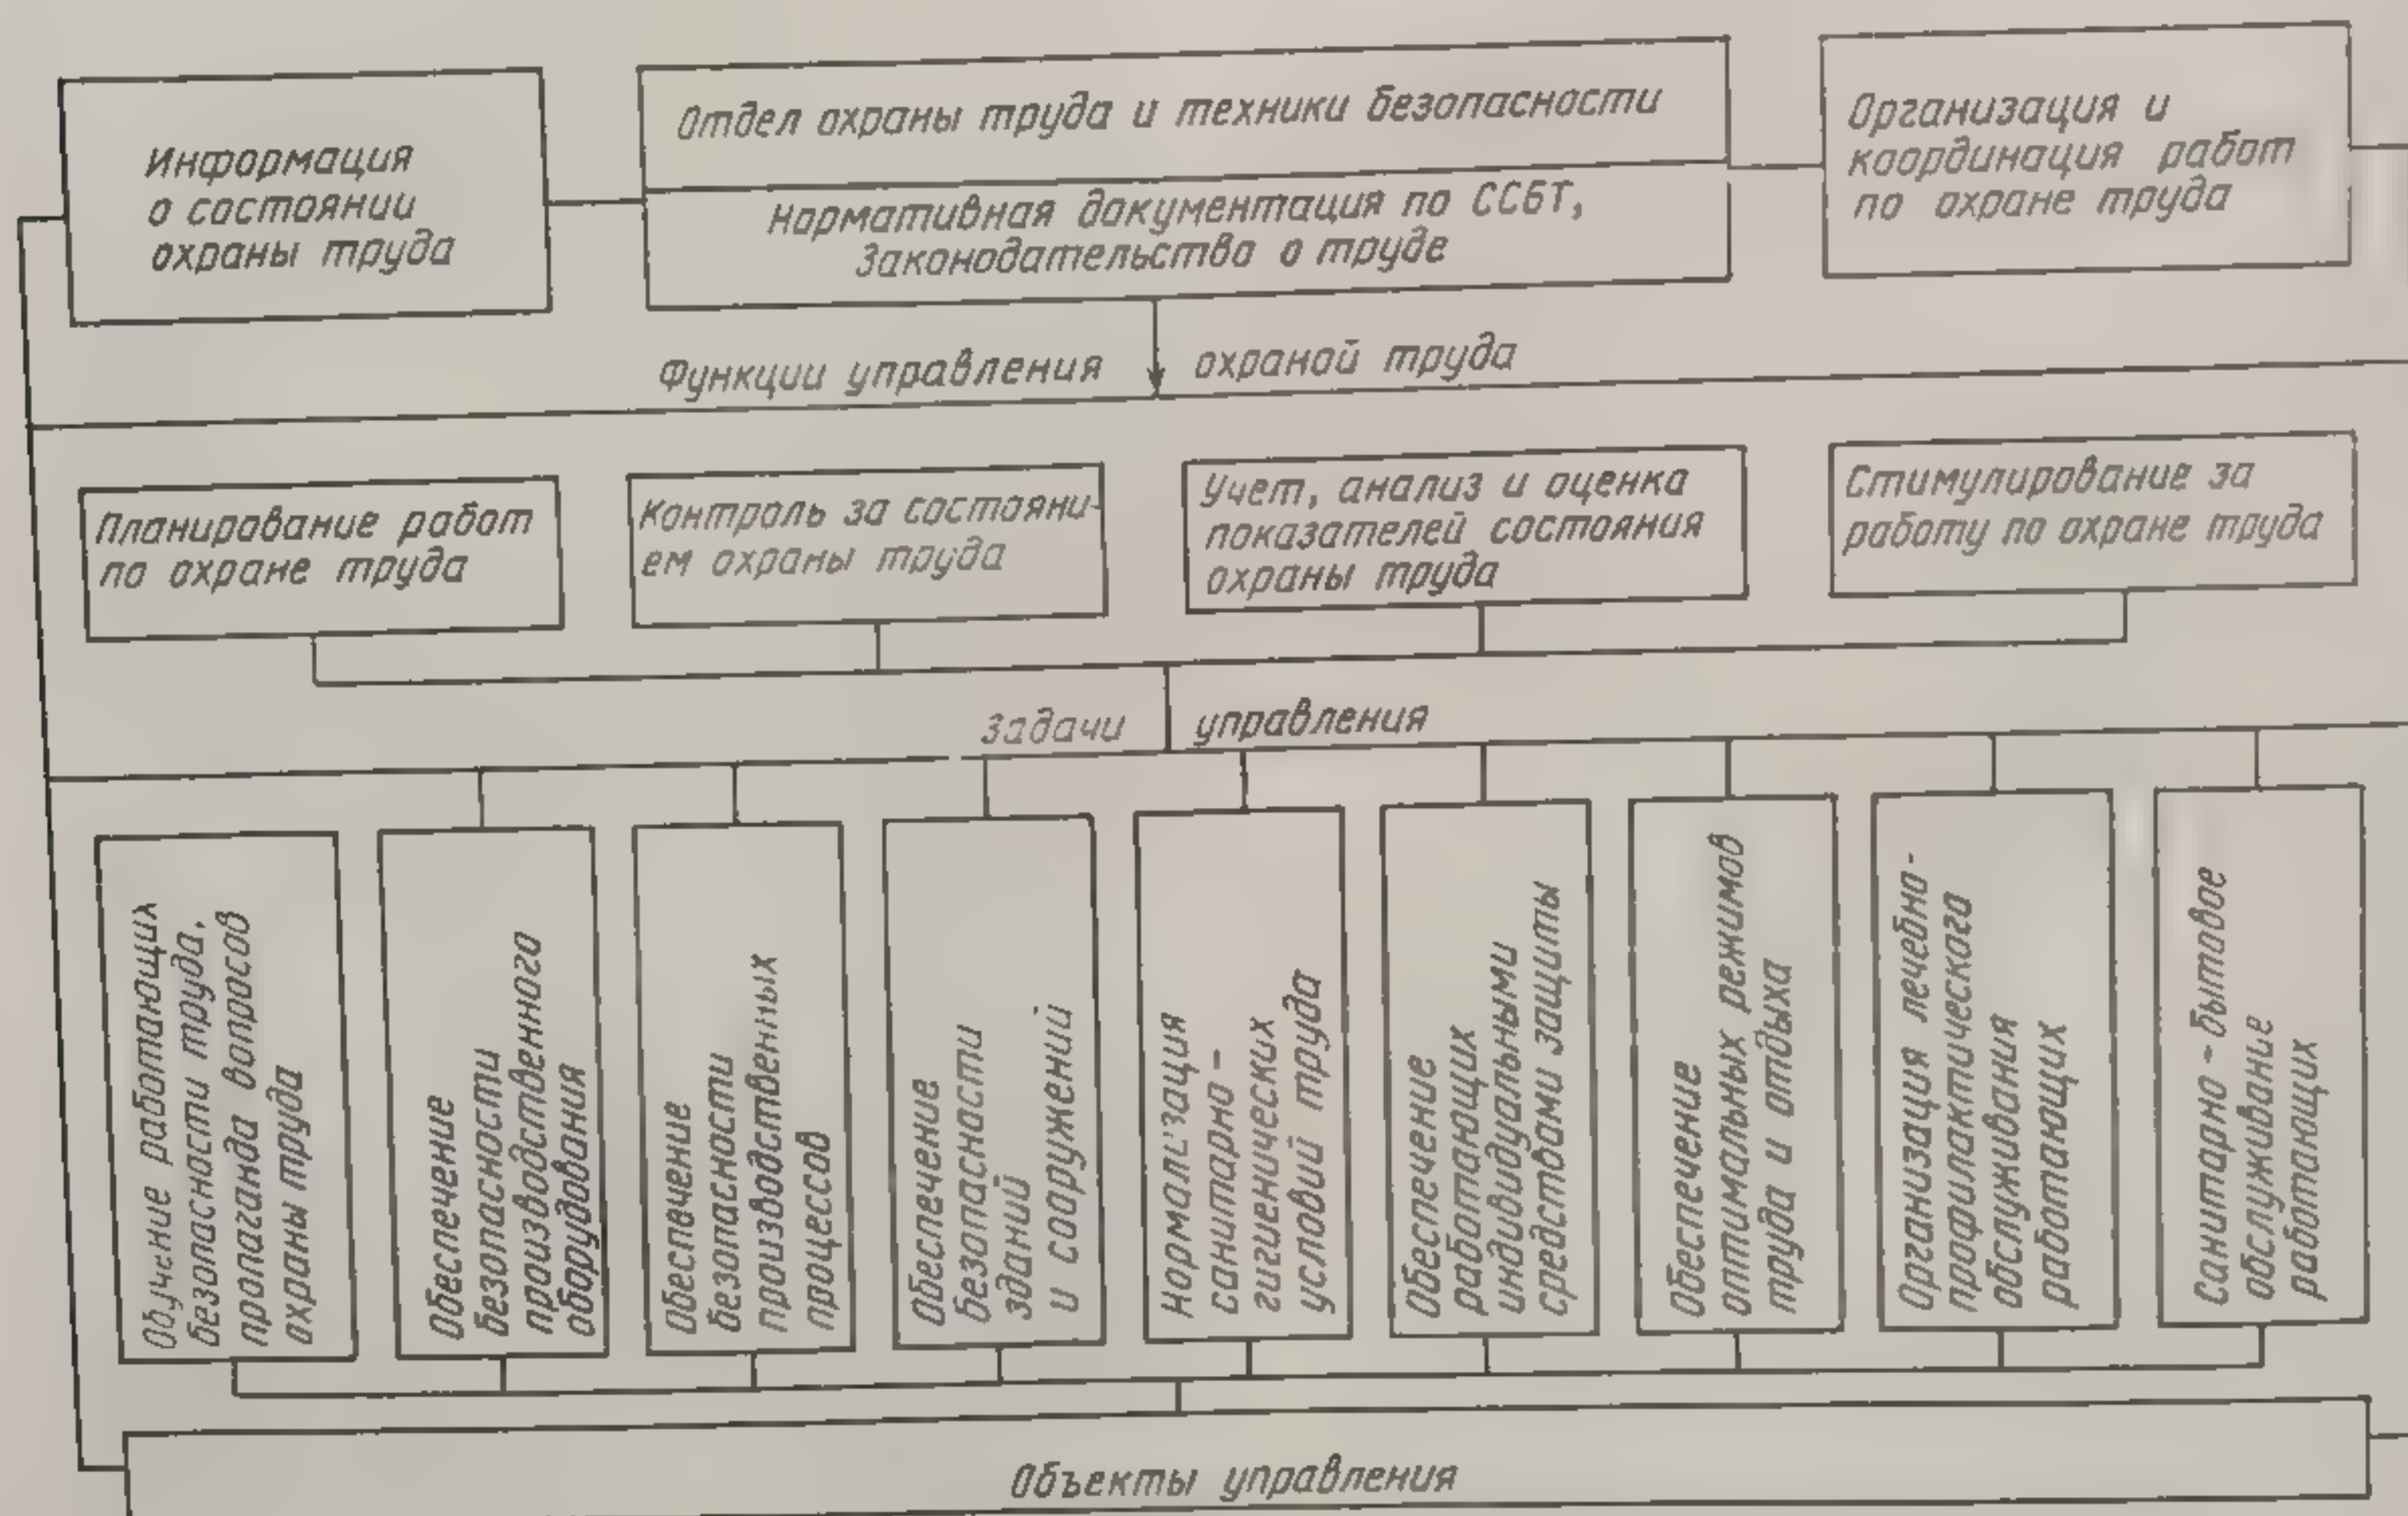 Информация
о состоянии
охраны труда
Отдел охраны труда и техники безопасности
Нормативная документация по ССБТ,
Законодательство о труде
Организация и
координация работ
по охране труда
Функции управления охраной труда
Планирование работ
по охране труда
Контроль за состояни-
ем охраны труда
Учет, анализ и оценка
показателей состояния
охраны труда
Стимулирование за
работу по охране труда
Задачи управления
Обучение работающих
безопасности труда,
пропаганда вопросов
охраны труда
Обеспечение
безопасности
производственного
оборудования
Обеспечение
безопасности
производственных
процессов
Обеспечение
безопасности
зданий
и сооружений
Нормализация
санитарно-
гигиенических
условий труда
Обеспечение
работающих
индивидуальными
средствами защиты
Обеспечение
оптимальных режимов
труда и отдыха
Организация лечебно-
профилактического
обслуживания
работающих
Санитарно-бытовое
обслуживание
работающих
Объекты управления